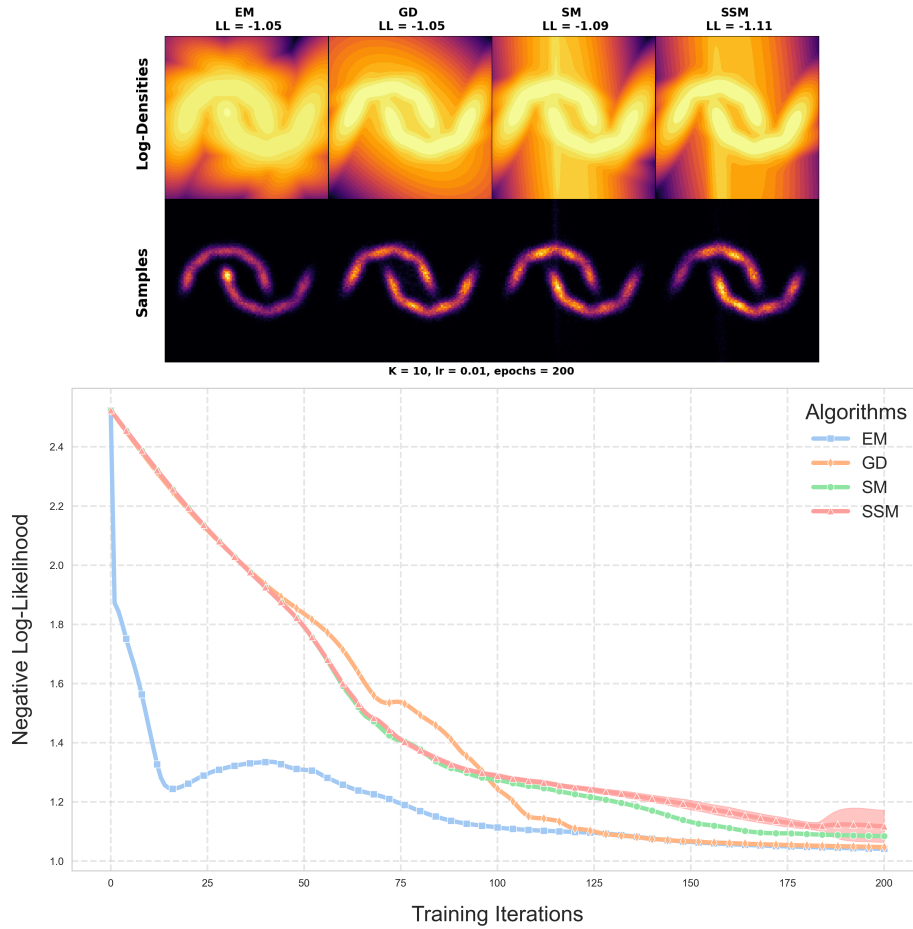 EM GD SM SSM
LL = -1.05 LL = -1.05 LL = -1.09 LL = -1.11
Log-Densities
Samples
K = 10, lr = 0.01, epochs = 200
Algorithms
EM
GD
SM
SSM
Negative Log-Likelihood
2.4
2.2
2.0
1.8
1.6
1.4
1.2
1.0
0 25 50 75 100 125 150 175 200
Training Iterations